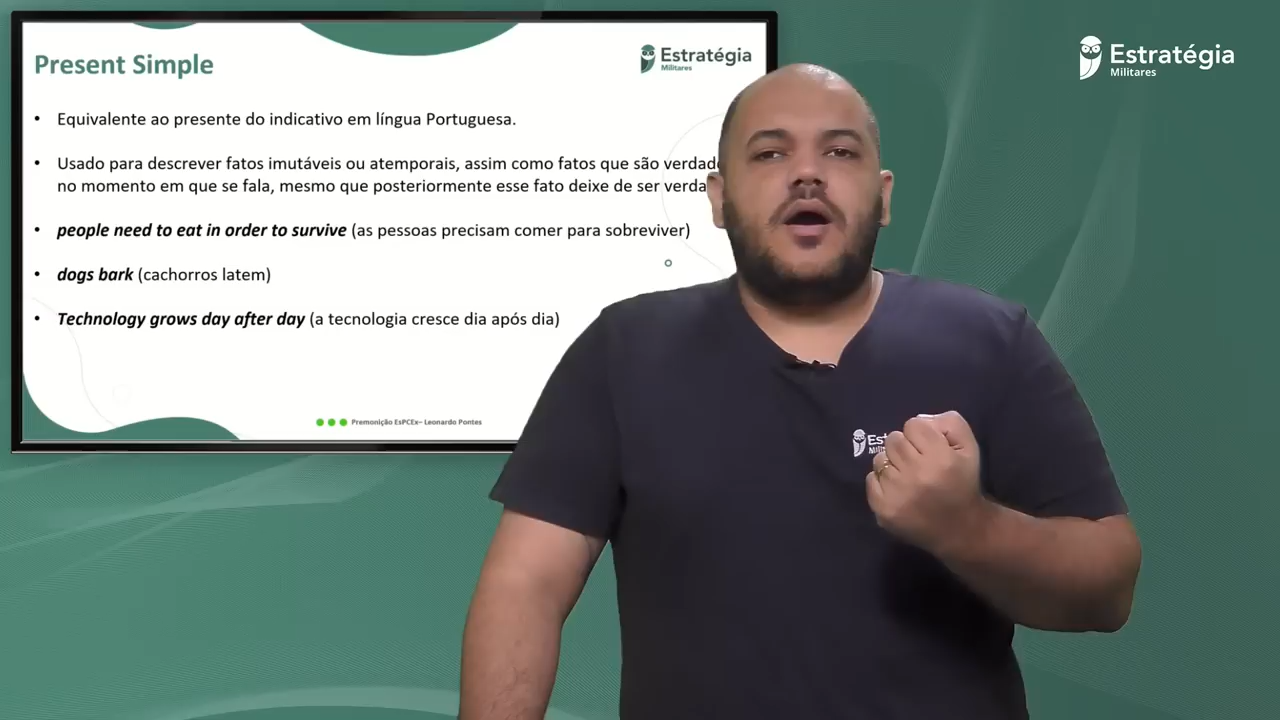 Present Simple
Estratégia
Militares
Estratégia
Militares
• Equivalente ao presente do indicativo em língua Portuguesa.
• Usado para descrever fatos imutáveis ou atemporais, assim como fatos que são
no momento em que se fala, mesmo que posteriormente esse fato deixe de ser
• people need to eat in order to survive (as pessoas precisam comer para sobreviver)
• dogs bark (cachorros latem)
• Technology grows day after day (a tecnologia cresce dia após dia)
Premonição EsPCEx– Leonardo Pontes